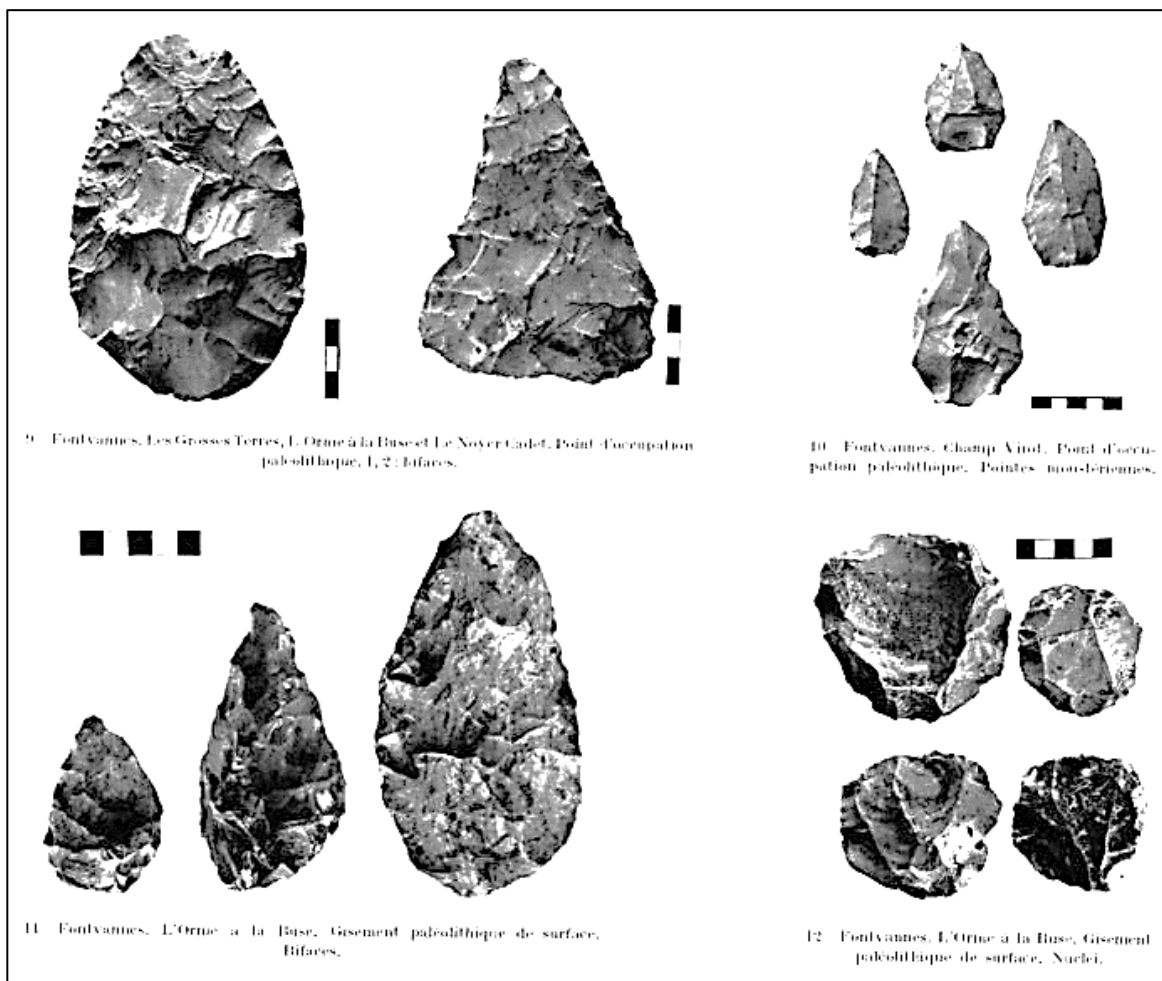 9 Fontvannes. Les Grosses Terres, L'Orme à la Buse et Le Noyer Cadet. Point d'occupation
paléolithique. 1, 2 : bifaces.
10 Fontvannes. Champ Virot. Point d'occu-
pation paléolithique. Pointes moustériennes.
11 Fontvannes. L'Orme à la Buse. Gisement paléolithique de surface.
Bifaces.
12 Fontvannes. L'Orme à la Buse. Gisement
paléolithique de surface. Nuclei.